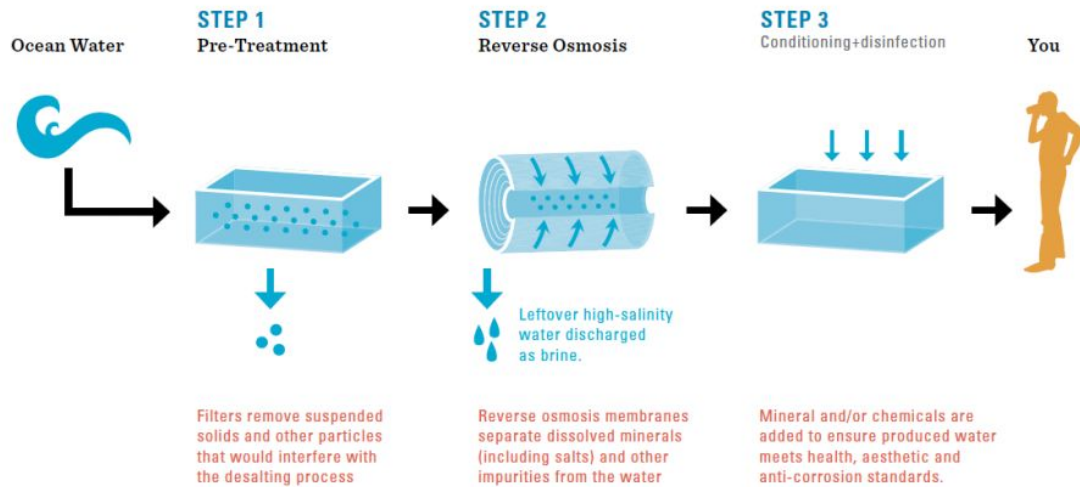 Ocean Water
STEP 1
Pre-Treatment
STEP 2
Reverse Osmosis
STEP 3
Conditioning+disinfection
You
Leftover high-salinity
water discharged
as brine.
Filters remove suspended
solids and other particles
that would interfere with
the desalting process
Reverse osmosis membranes
separate dissolved minerals
(including salts) and other
impurities from the water
Mineral and/or chemicals are
added to ensure produced water
meets health, aesthetic and
anti-corrosion standards.